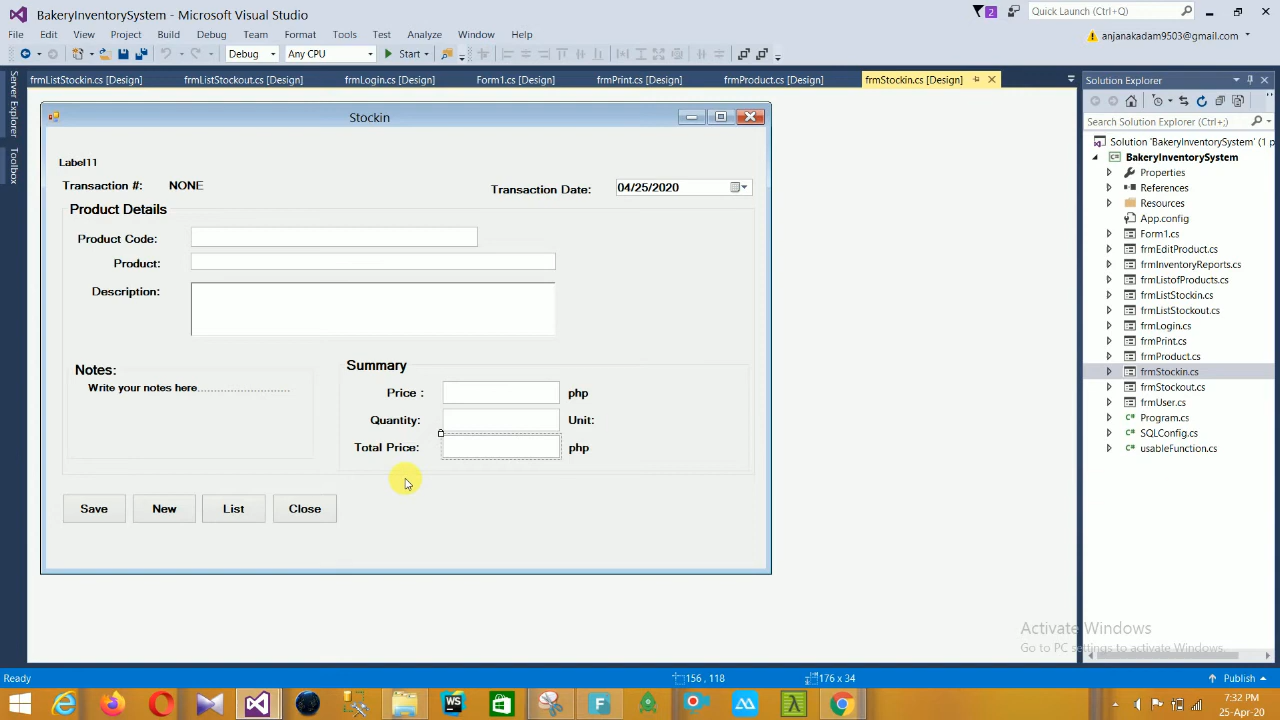 BakeryInventorySystem - Microsoft Visual Studio
2
Quick Launch (Ctrl+Q)
File Edit View Project Build Debug Team Format Tools Test Analyze Window Help
anjanakadam9503@gmail.com
Debug Any CPU Start
frmListStockin.cs [Design] frmListStockout.cs [Design] frmLogin.cs [Design] Form1.cs [Design] frmPrint.cs [Design] frmProduct.cs [Design] frmStockin.cs [Design]
Server Explorer
Toolbox
Stockin
Label11
Transaction #: NONE
Transaction Date: 04/25/2020
Product Details
Product Code:
Product:
Description:
Notes:
Write your notes here
Summary
Price : php
Quantity: Unit:
Total Price: php
Save New List Close
Solution Explorer
Search Solution Explorer (Ctrl+;)
Solution 'BakeryInventorySystem' (1 p
BakeryInventorySystem
Properties
References
Resources
App.config
Form1.cs
frmEditProduct.cs
frmInventoryReports.cs
frmListofProducts.cs
frmListStockin.cs
frmListStockout.cs
frmLogin.cs
frmPrint.cs
frmProduct.cs
frmStockin.cs
frmStockout.cs
frmUser.cs
Program.cs
SQLConfig.cs
usableFunction.cs
Activate Windows
Go to PC settings to activate Windows.
Ready
156 , 118
176 x 34
Publish
WS
F
7:32 PM
25-Apr-20